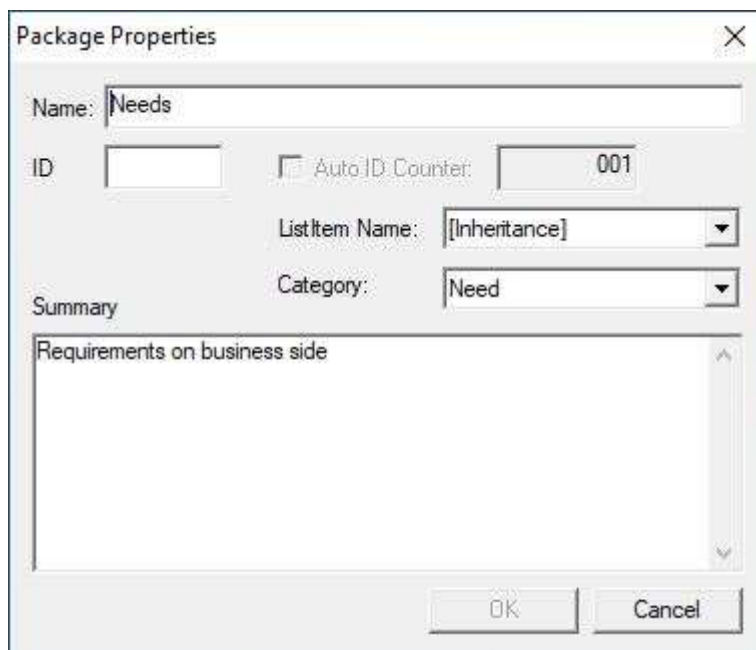 Package Properties
Name: Needs
ID Auto ID Counter: 001
ListItem Name: [Inheritance]
Category: Need
Summary
Requirements on business side
OK Cancel